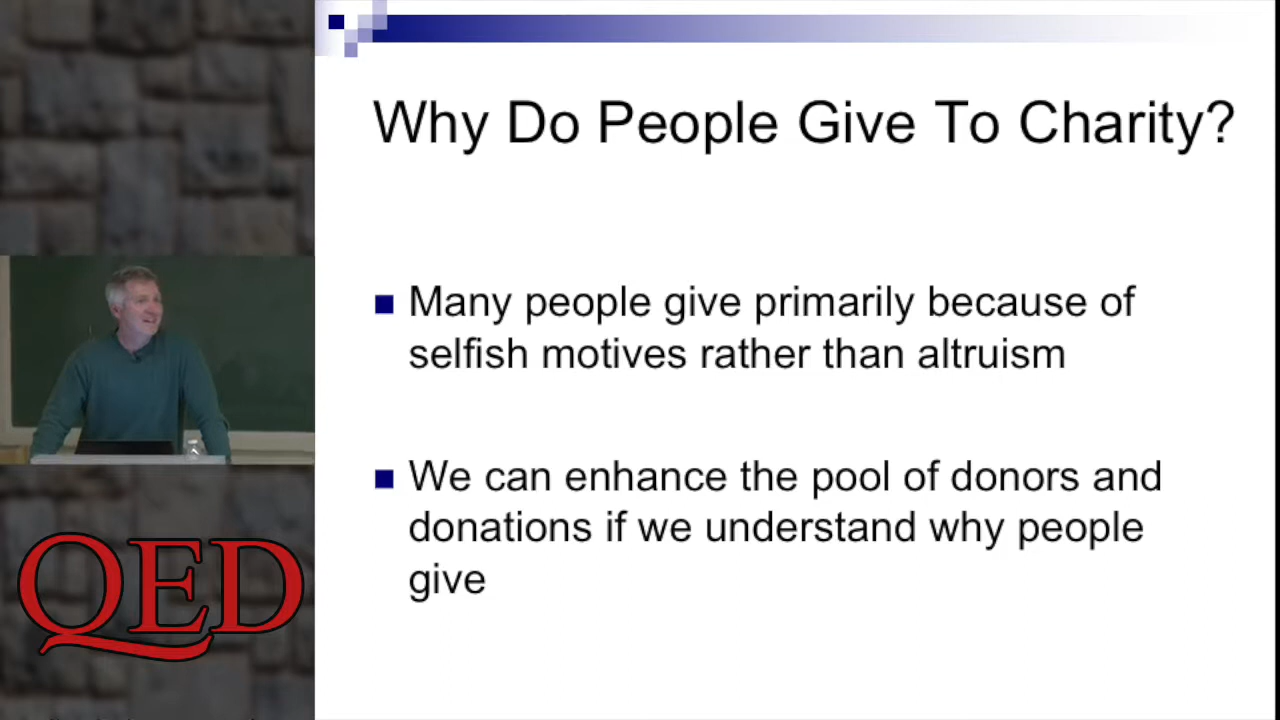 Why Do People Give To Charity?
Many people give primarily because of
selfish motives rather than altruism
We can enhance the pool of donors and
donations if we understand why people
give
QED